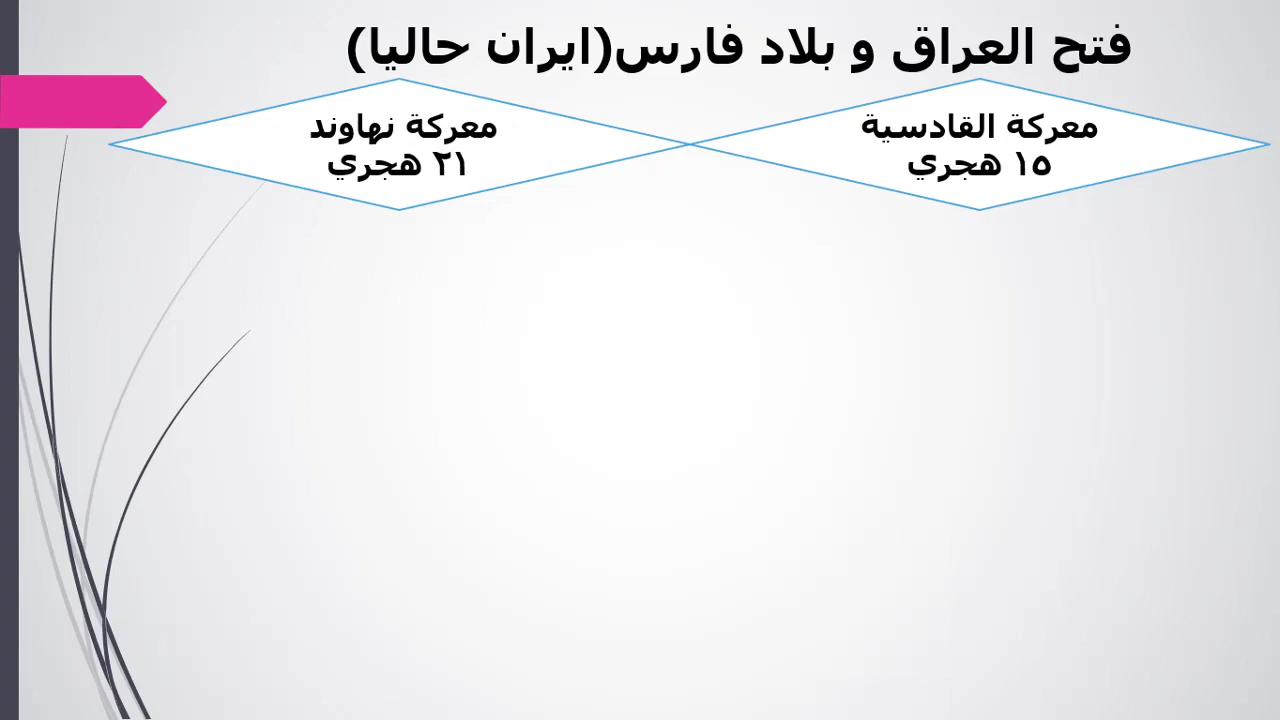 فتح العراق و بلاد فارس(ايران حاليا)
معركة القادسية
١٥ هجري
معركة نهاوند
٢١ هجري